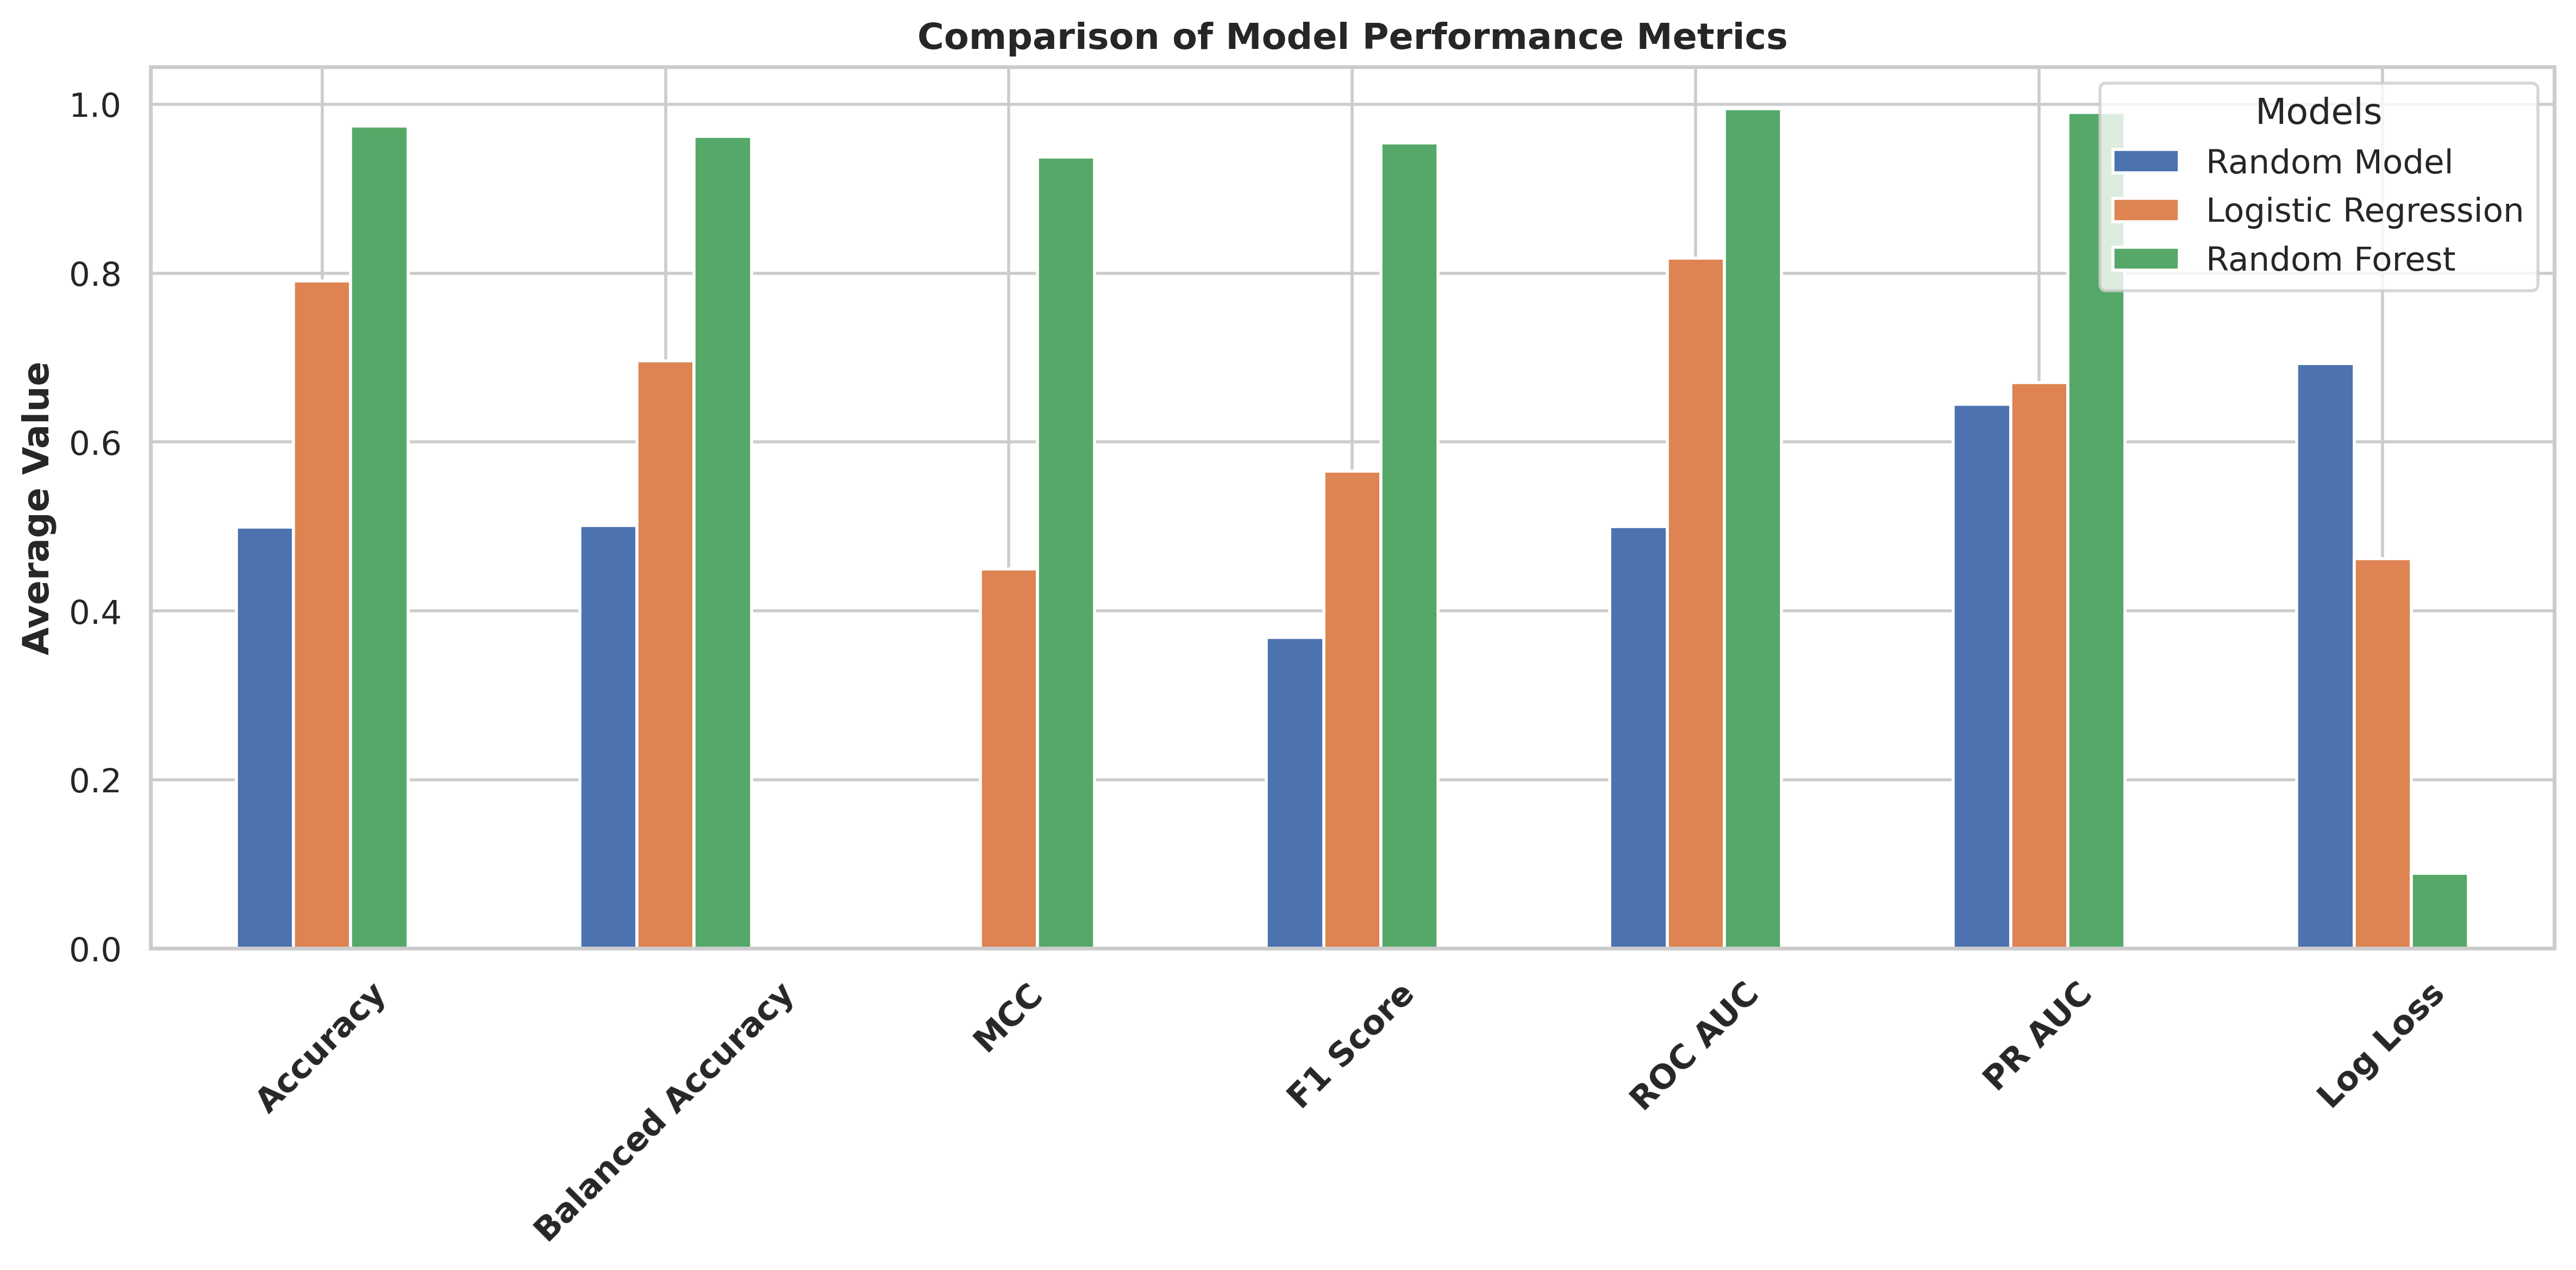 Comparison of Model Performance Metrics
Models
Random Model
Logistic Regression
Random Forest
Average Value
1.0
0.8
0.6
0.4
0.2
0.0
Accuracy
Balanced Accuracy
MCC
F1 Score
ROC AUC
PR AUC
Log Loss